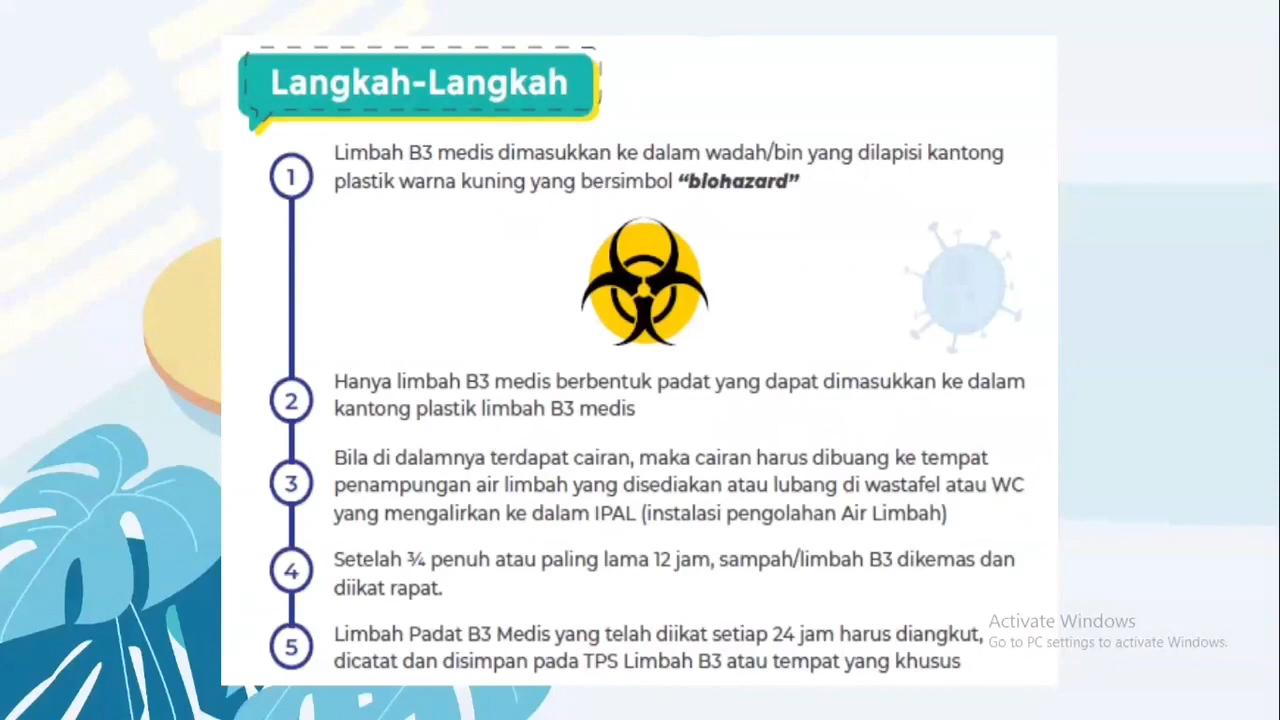 Langkah-Langkah
1
Limbah B3 medis dimasukkan ke dalam wadah/bin yang dilapisi kantong
plastik warna kuning yang bersimbol “biohazard”
2
Hanya limbah B3 medis berbentuk padat yang dapat dimasukkan ke dalam
kantong plastik limbah B3 medis
3
Bila di dalamnya terdapat cairan, maka cairan harus dibuang ke tempat
penampungan air limbah yang disediakan atau lubang di wastafel atau WC
yang mengalirkan ke dalam IPAL (instalasi pengolahan Air Limbah)
4
Setelah ¾ penuh atau paling lama 12 jam, sampah/limbah B3 dikemas dan
diikat rapat.
5
Limbah Padat B3 Medis yang telah diikat setiap 24 jam harus diangkut,
dicatat dan disimpan pada TPS Limbah B3 atau tempat yang khusus
Activate Windows
Go to PC settings to activate Windows.